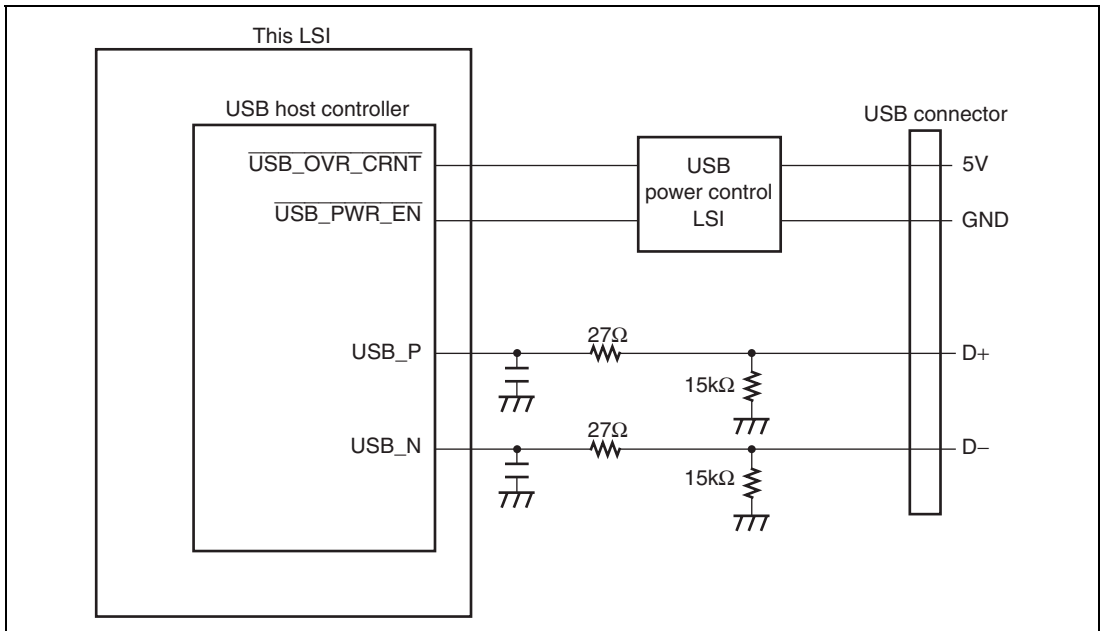 This LSI
USB host controller
USB connector
USB_OVR_CRNT
USB_PWR_EN
USB
power control
LSI
5V
GND
USB_P
27Ω
15kΩ
D+
USB_N
27Ω
15kΩ
D−